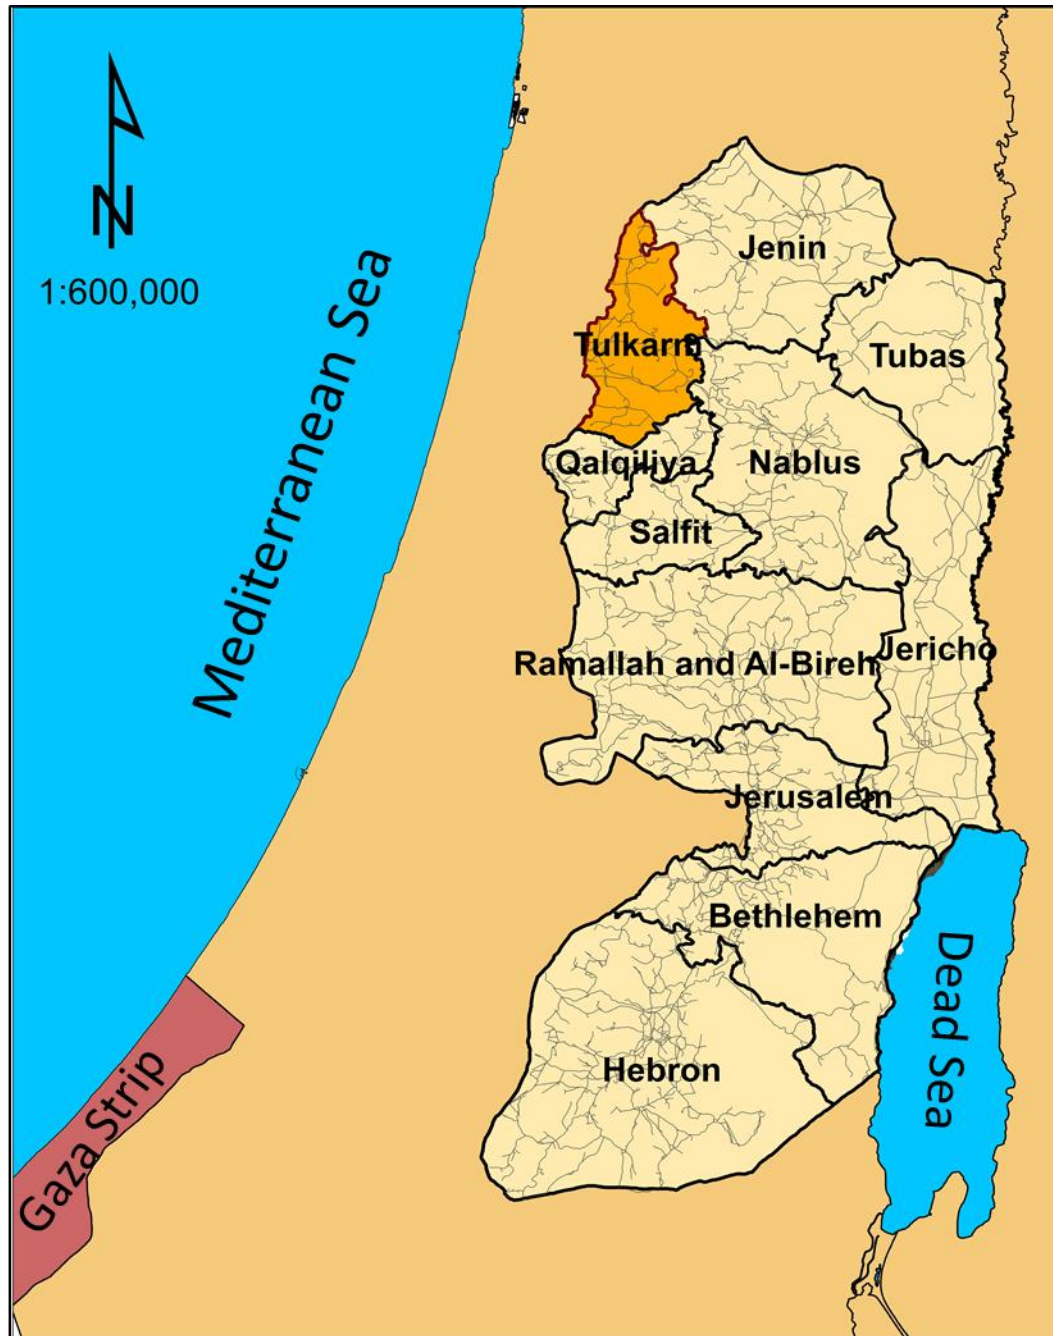 N
1:600,000
Mediterranean Sea
Jenin
Tulkarm
Tubas
Qalqiliya
Nablus
Salfit
Ramallah and Al-Bireh
Jericho
Jerusalem
Bethlehem
Dead Sea
Hebron
Gaza Strip